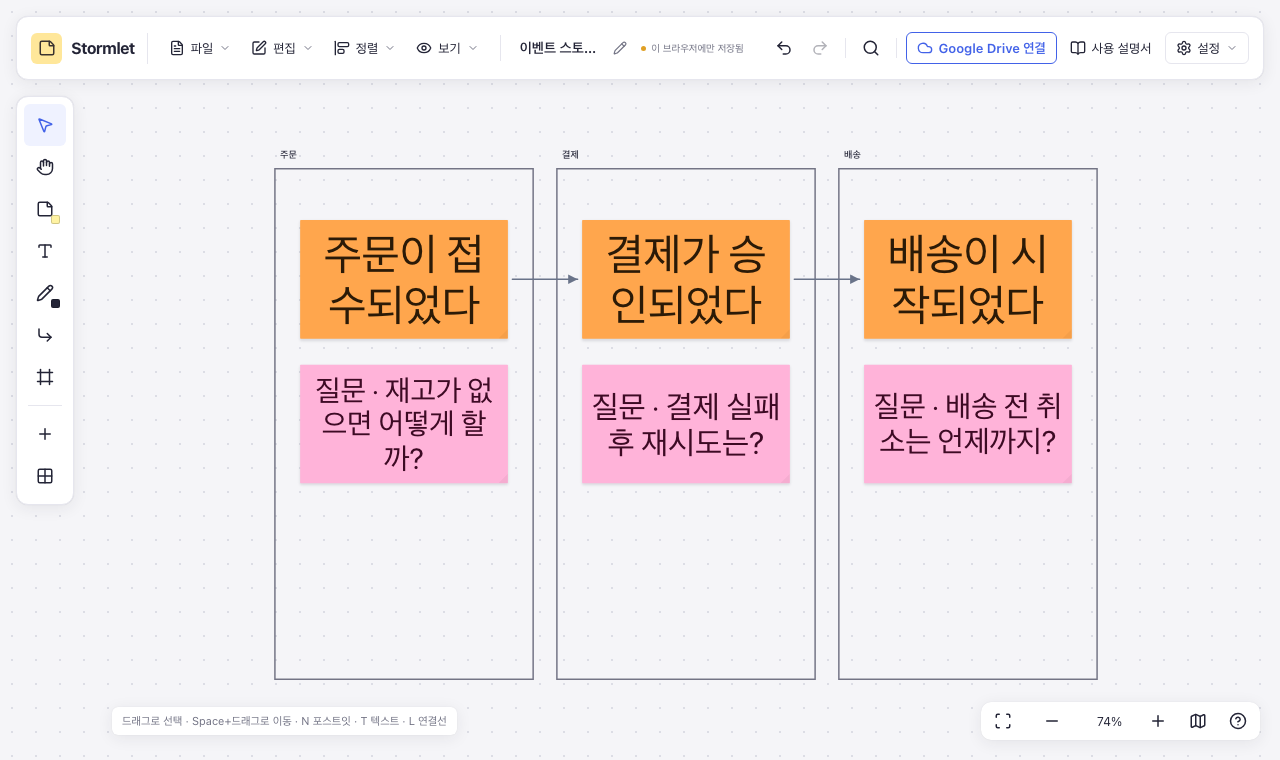 Stormlet
파일
편집
정렬
보기
이벤트 스토...
이 브라우저에만 저장됨
Google Drive 연결
사용 설명서
설정
주문
결제
배송
주문이 접
수되었다
결제가 승
인되었다
배송이 시
작되었다
질문 · 재고가 없
으면 어떻게 할
까?
질문 · 결제 실패
후 재시도는?
질문 · 배송 전 취
소는 언제까지?
드래그로 선택 · Space+드래그로 이동 · N 포스트잇 · T 텍스트 · L 연결선
74%